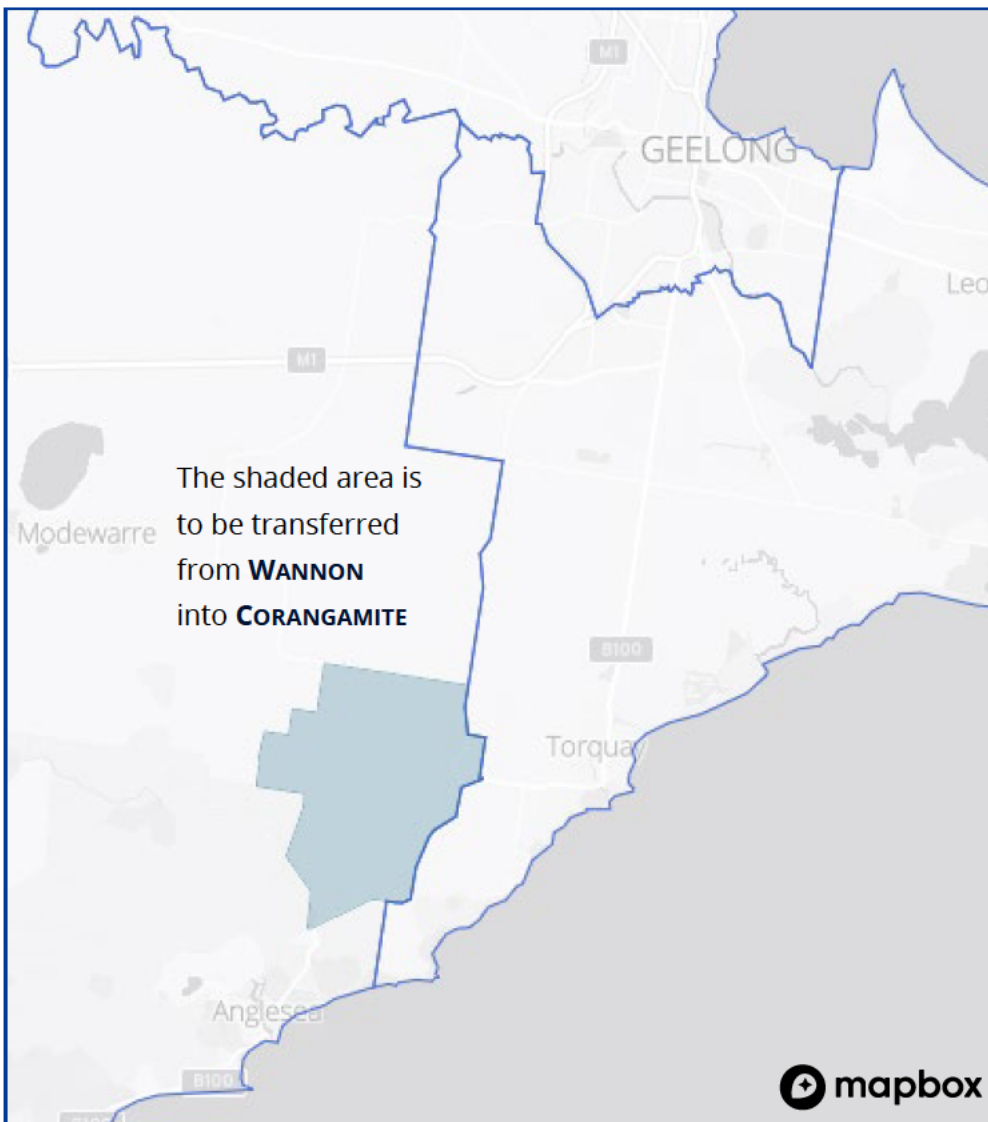 M1
GEELONG
Leo
M1
The shaded area is
to be transferred
Modewarre
from WANNON
into CORANGAMITE
B100
Torquay
Anglesea
B100
mapbox